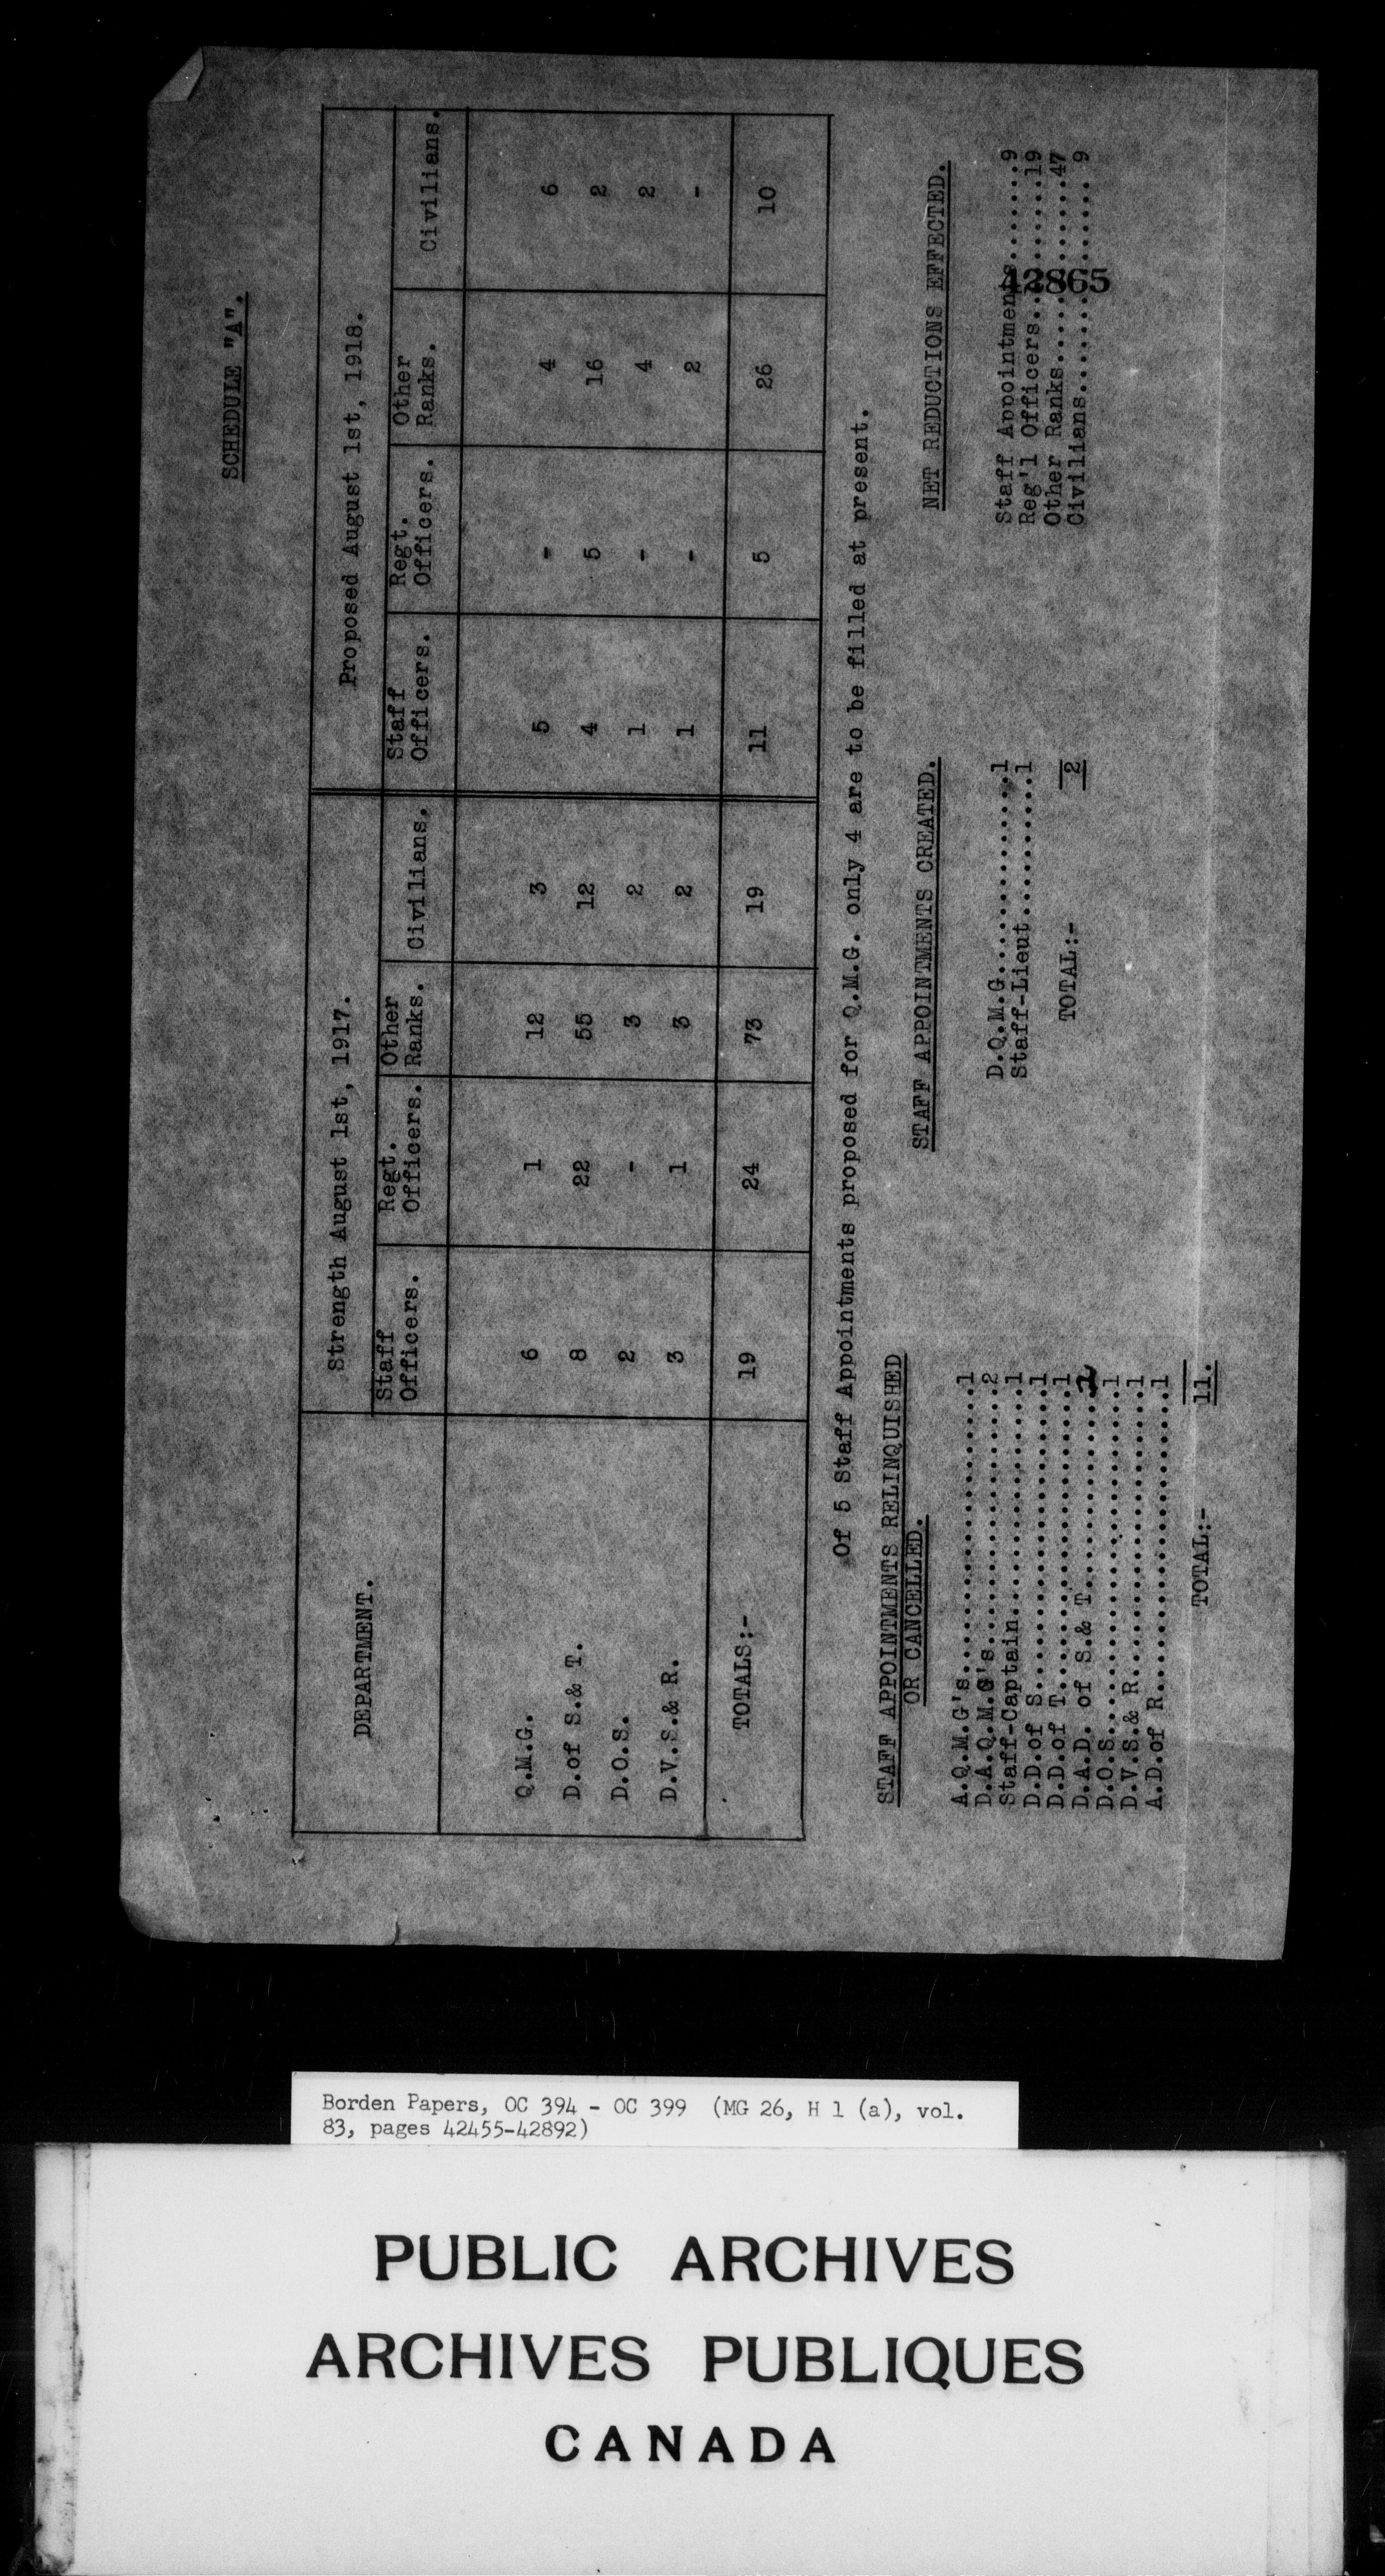 SCHEDULE "A".
DEPARTMENT. Strength August 1st, 1917. Proposed August 1st, 1918.
Staff Officers. Regt. Officers. Other Ranks. Civilians. Staff Officers. Regt. Officers. Other Ranks. Civilians.
Q.M.G. 6 1 12 3 5 - 4 6
D.of S.& T. 8 22 55 12 4 5 16 2
D.O.S. 2 - 3 2 1 - 4 2
D.V.S.& R. 3 1 3 2 1 - 2 -
TOTALS:- 19 24 73 19 11 5 26 10
Of 5 Staff Appointments proposed for Q.M.G. only 4 are to be filled at present.
STAFF APPOINTMENTS RELINQUISHED
OR CANCELLED.
A.Q.M.G's.........................1
D.A.Q.M.G's.......................2
Staff-Captain.....................1
D.D.of S..........................1
D.D.of T..........................1
D.A.D. of S.& T...................2
D.O.S.............................1
D.V.S.& R.........................1
A.D.of R..........................1
TOTAL:- 11.
STAFF APPOINTMENTS CREATED.
D.Q.M.G..............1
Staff-Lieut..........1
TOTAL:- 2
NET REDUCTIONS EFFECTED.
Staff Appointments.......9
Reg'l Officers..........19
Other Ranks.............47
Civilians................9
42865
Borden Papers, OC 394 - OC 399 (MG 26, H 1 (a), vol.
83, pages 42455-42892)
PUBLIC ARCHIVES
ARCHIVES PUBLIQUES
CANADA